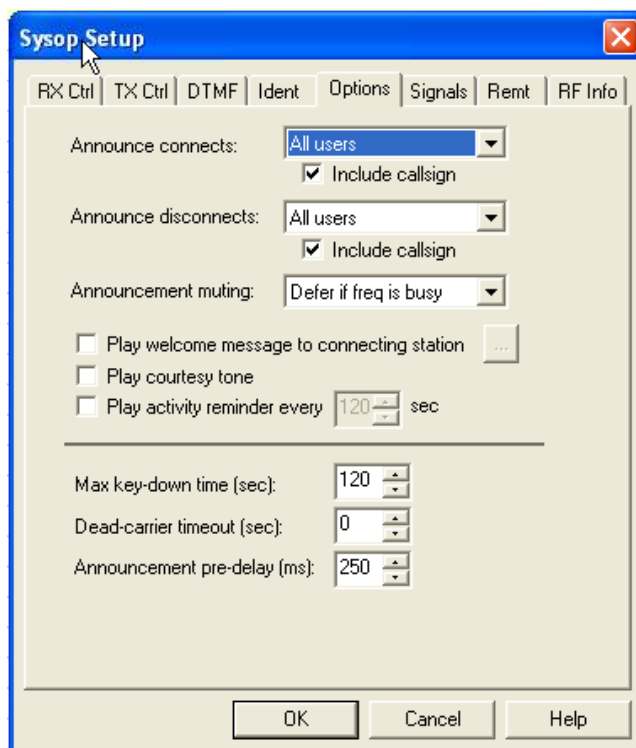 Sysop Setup
RX Ctrl TX Ctrl DTMF Ident Options Signals Remt RF Info
Announce connects: All users
Include callsign
Announce disconnects: All users
Include callsign
Announcement muting: Defer if freq is busy
Play welcome message to connecting station ...
Play courtesy tone
Play activity reminder every 120 sec
Max key-down time (sec): 120
Dead-carrier timeout (sec): 0
Announcement pre-delay (ms): 250
OK Cancel Help